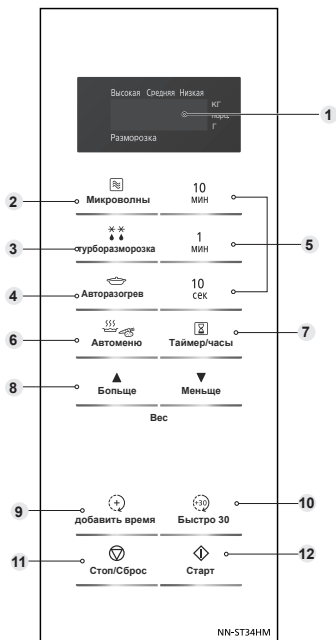 Высокая Средняя Низкая
кг
порц.
г
Разморозка
1
2
Микроволны
10
мин
3
турборазморозка
1
мин
5
4
Авторазогрев
10
сек
6
Автоменю
Таймер/часы
7
8
Бопьще
Меньще
Вес
9
добавить время
+30
Быстро 30
10
11
Стоп/Сброс
Старт
12
NN-ST34HM